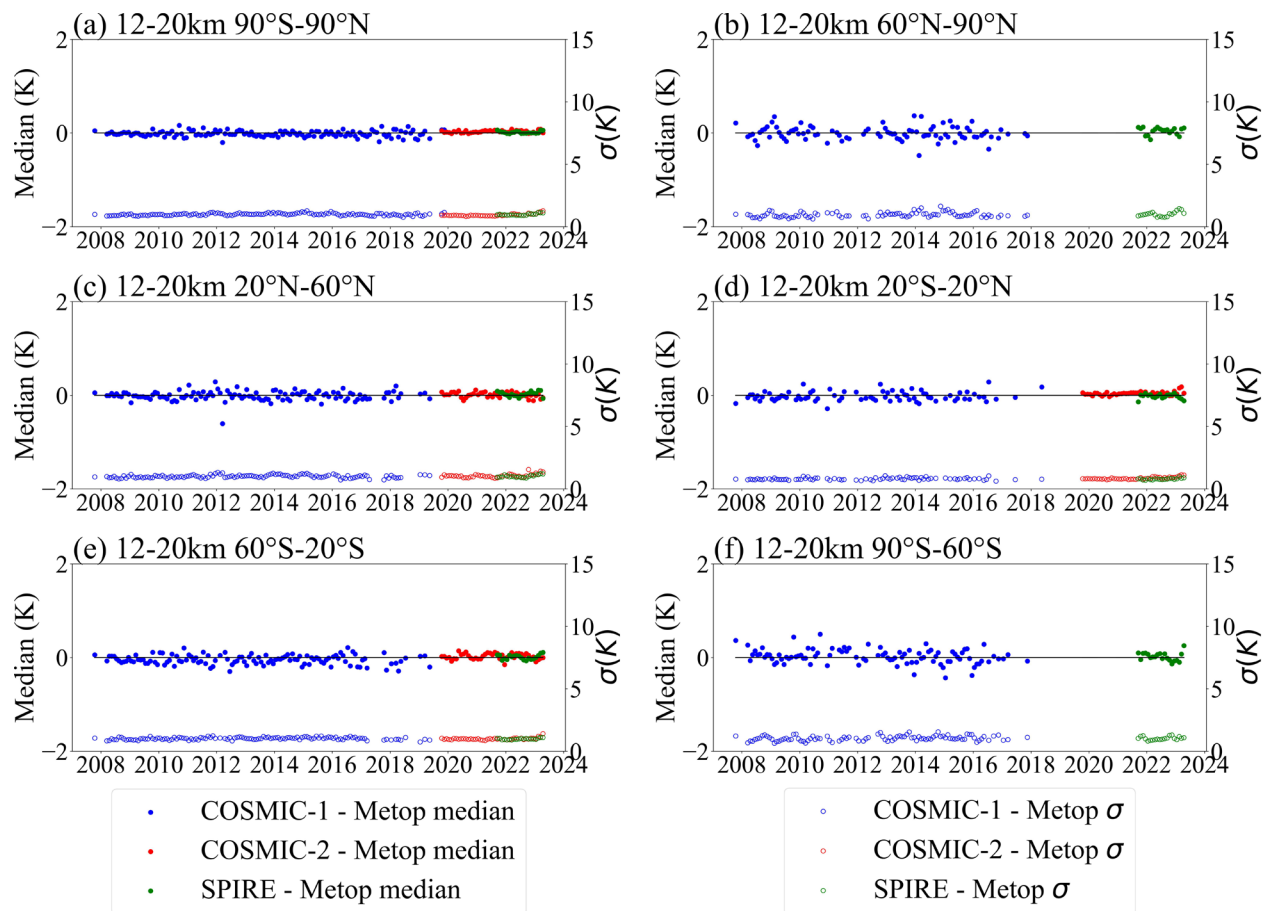 (a) 12-20km 90°S-90°N
(b) 12-20km 60°N-90°N
2 15 2 15
10 10
0 0
5 5
−2 0 −2 0
Median (K) σ(K) Median (K) σ(K)
2008 2010 2012 2014 2016 2018 2020 2022 2024
2008 2010 2012 2014 2016 2018 2020 2022 2024
(c) 12-20km 20°N-60°N
(d) 12-20km 20°S-20°N
2 15 2 15
10 10
0 0
5 5
−2 0 −2 0
Median (K) σ(K) Median (K) σ(K)
2008 2010 2012 2014 2016 2018 2020 2022 2024
2008 2010 2012 2014 2016 2018 2020 2022 2024
(e) 12-20km 60°S-20°S
(f) 12-20km 90°S-60°S
2 15 2 15
10 10
0 0
5 5
−2 0 −2 0
Median (K) σ(K) Median (K) σ(K)
2008 2010 2012 2014 2016 2018 2020 2022 2024
2008 2010 2012 2014 2016 2018 2020 2022 2024
COSMIC-1 - Metop median
COSMIC-2 - Metop median
SPIRE - Metop median
COSMIC-1 - Metop σ
COSMIC-2 - Metop σ
SPIRE - Metop σ